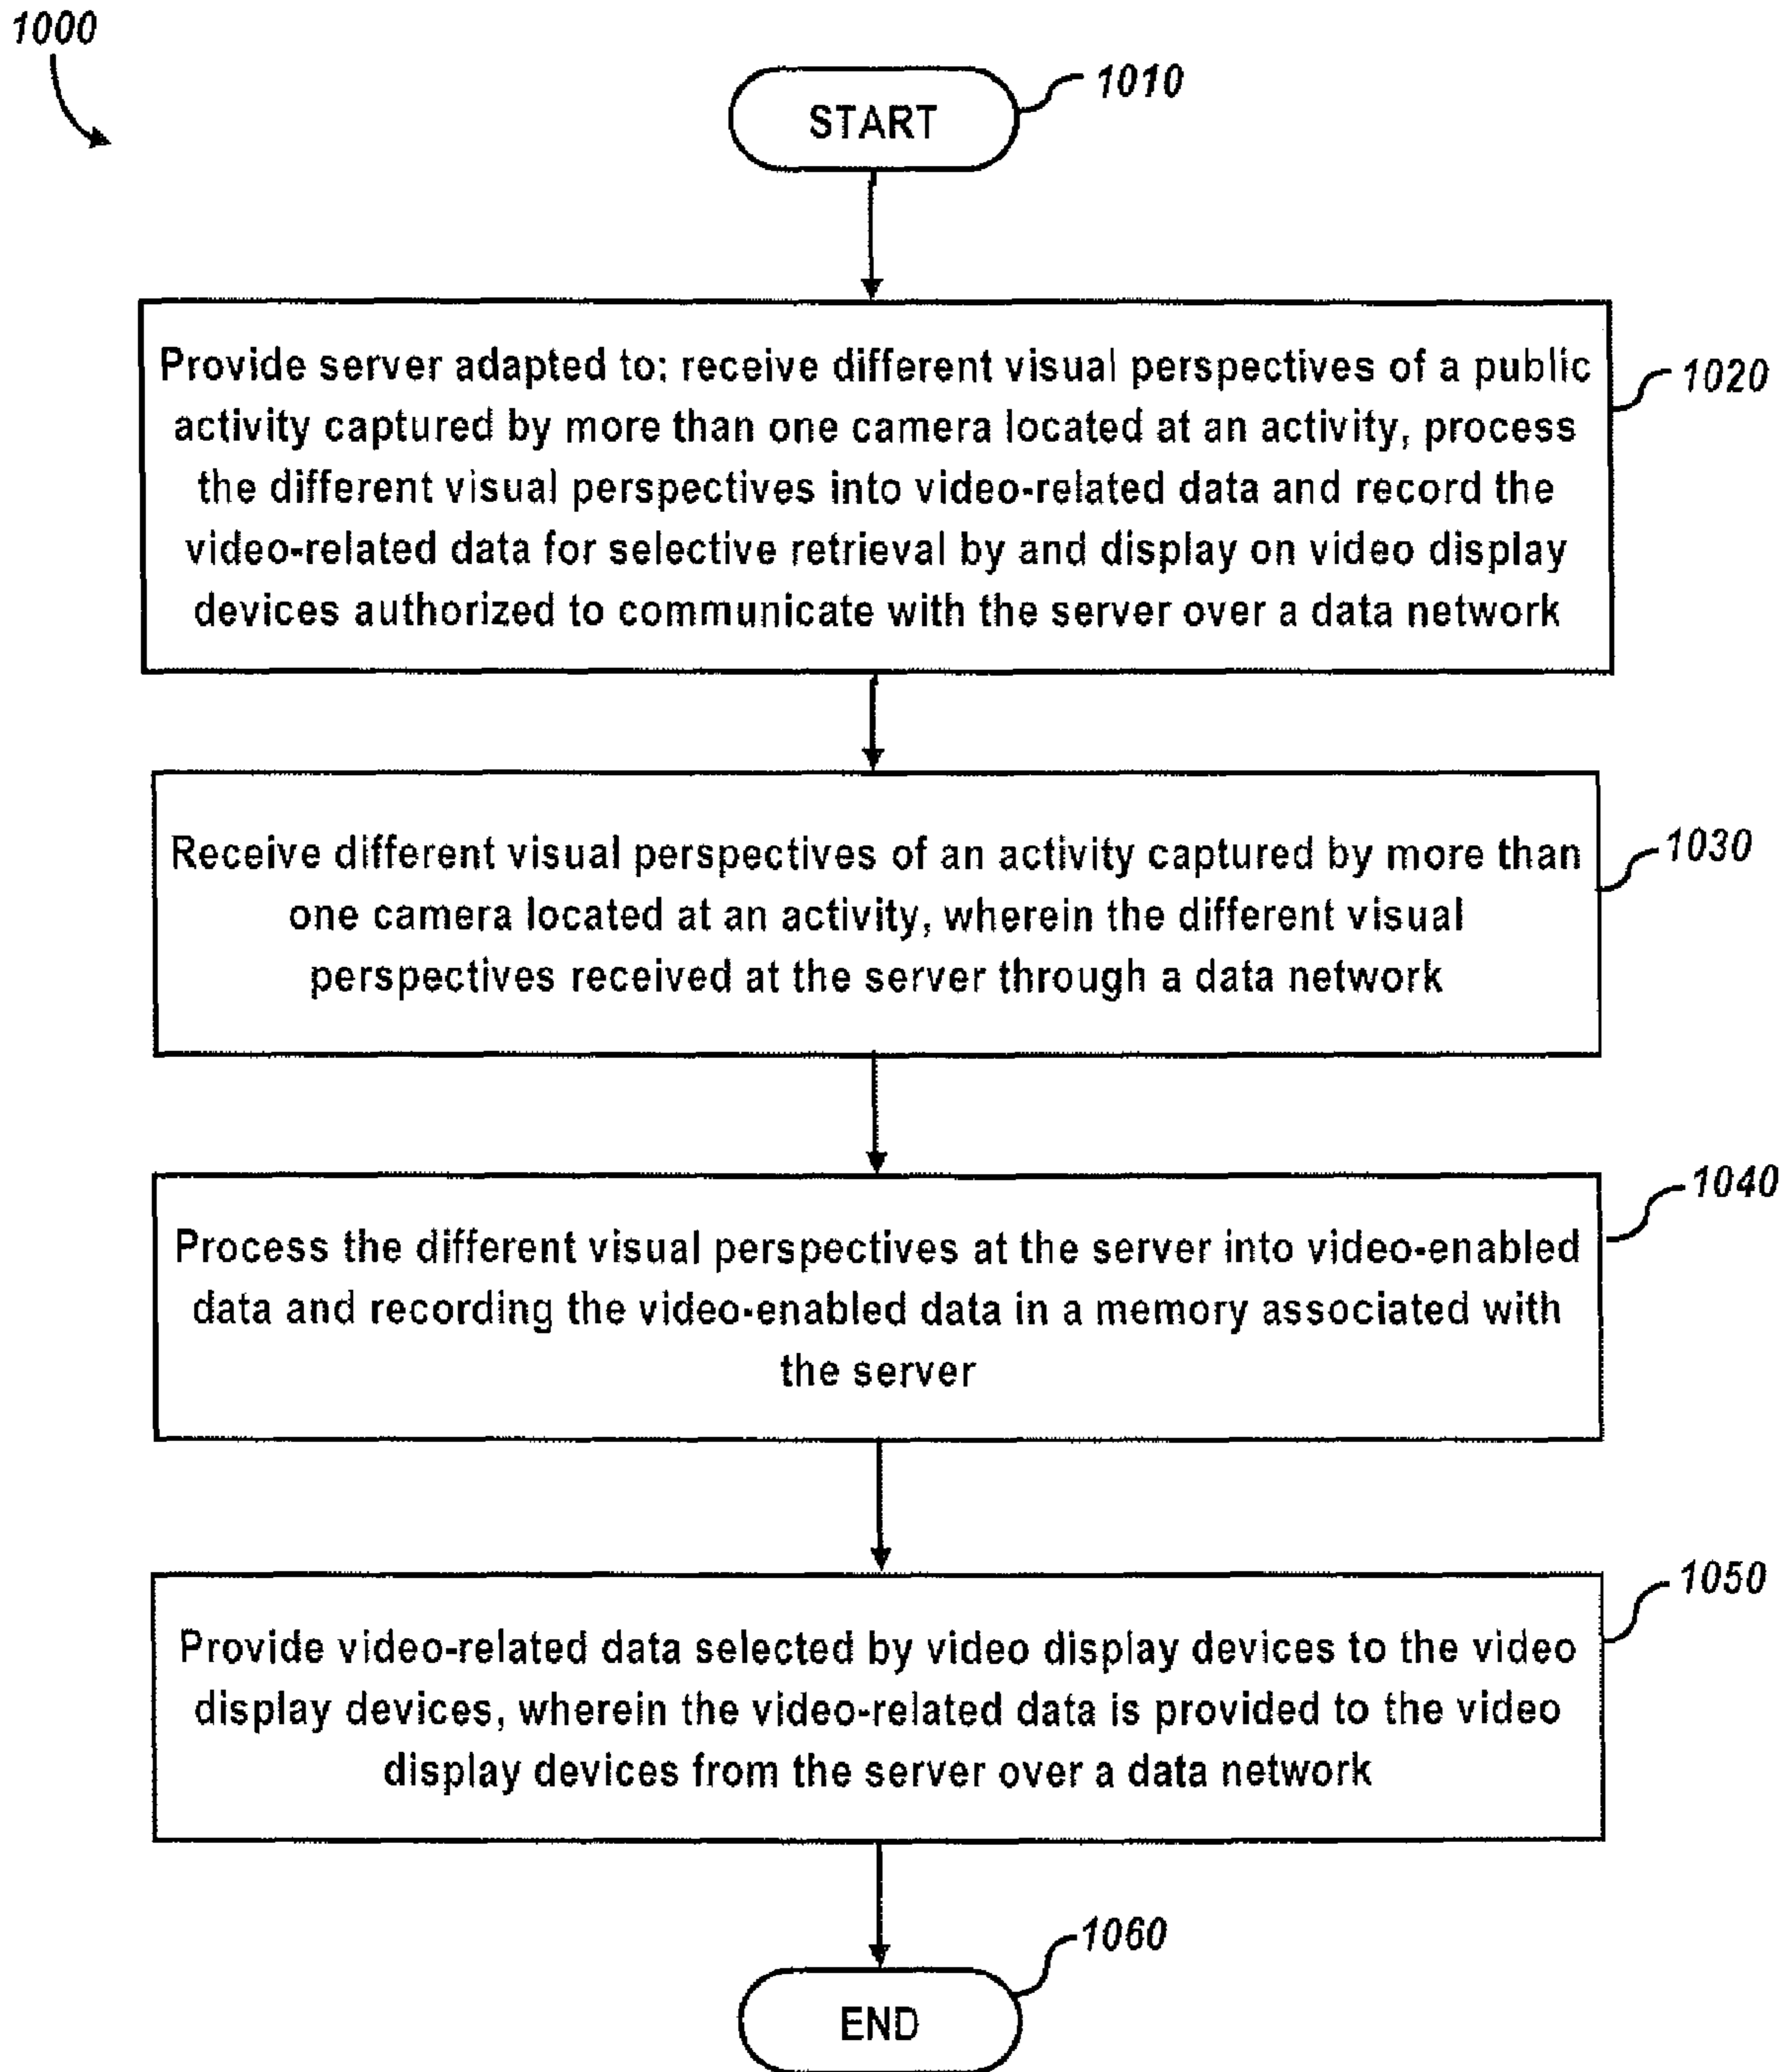 1000
START
1010
Provide server adapted to: receive different visual perspectives of a public
activity captured by more than one camera located at an activity, process
the different visual perspectives into video-related data and record the
video-related data for selective retrieval by and display on video display
devices authorized to communicate with the server over a data network
1020
Receive different visual perspectives of an activity captured by more than
one camera located at an activity, wherein the different visual
perspectives received at the server through a data network
1030
Process the different visual perspectives at the server into video-enabled
data and recording the video-enabled data in a memory associated with
the server
1040
Provide video-related data selected by video display devices to the video
display devices, wherein the video-related data is provided to the video
display devices from the server over a data network
1050
END
1060